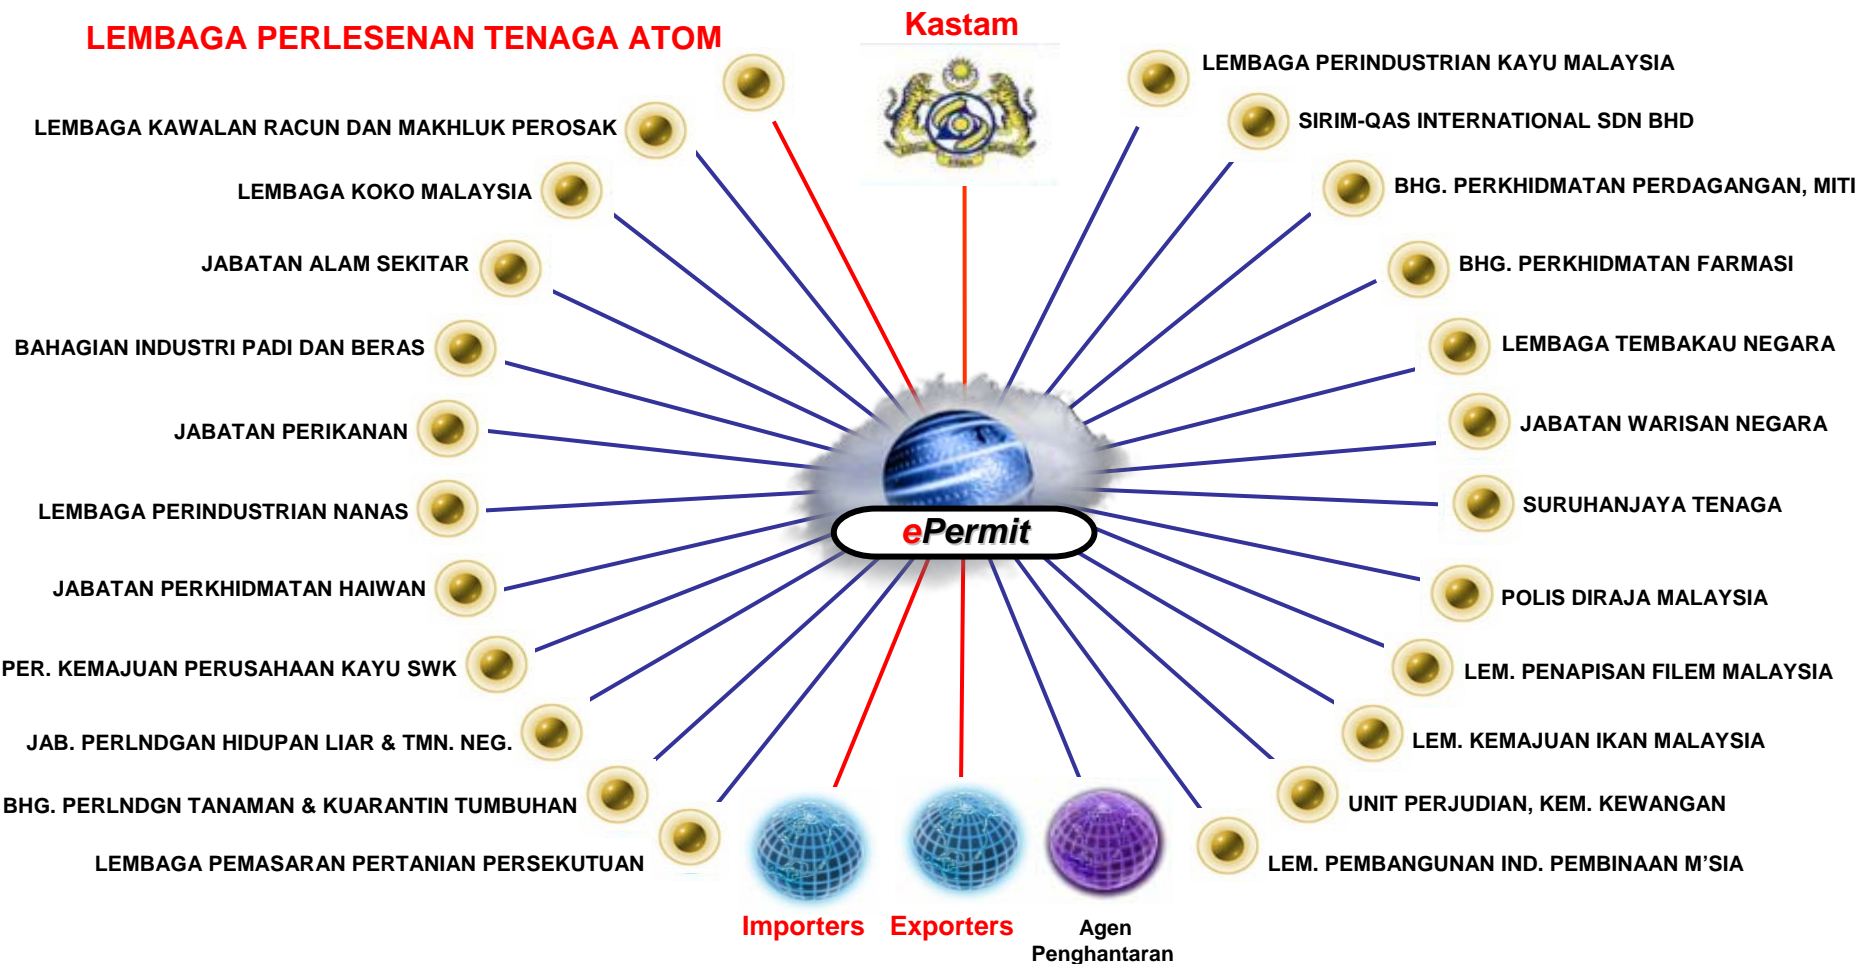 LEMBAGA PERLESENAN TENAGA ATOM
Kastam
LEMBAGA KAWALAN RACUN DAN MAKHLUK PEROSAK
LEMBAGA KOKO MALAYSIA
JABATAN ALAM SEKITAR
BAHAGIAN INDUSTRI PADI DAN BERAS
JABATAN PERIKANAN
LEMBAGA PERINDUSTRIAN NANAS
JABATAN PERKHIDMATAN HAIWAN
PER. KEMAJUAN PERUSAHAAN KAYU SWK
JAB. PERLNDGAN HIDUPAN LIAR & TMN. NEG.
BHG. PERLNDGN TANAMAN & KUARANTIN TUMBUHAN
LEMBAGA PEMASARAN PERTANIAN PERSEKUTUAN
LEMBAGA PERINDUSTRIAN KAYU MALAYSIA
SIRIM-QAS INTERNATIONAL SDN BHD
BHG. PERKHIDMATAN PERDAGANGAN, MITI
BHG. PERKHIDMATAN FARMASI
LEMBAGA TEMBAKAU NEGARA
JABATAN WARISAN NEGARA
SURUHANJAYA TENAGA
POLIS DIRAJA MALAYSIA
LEM. PENAPISAN FILEM MALAYSIA
LEM. KEMAJUAN IKAN MALAYSIA
UNIT PERJUDIAN, KEM. KEWANGAN
LEM. PEMBANGUNAN IND. PEMBINAAN M’SIA
ePermit
Importers
Exporters
Agen
Penghantaran